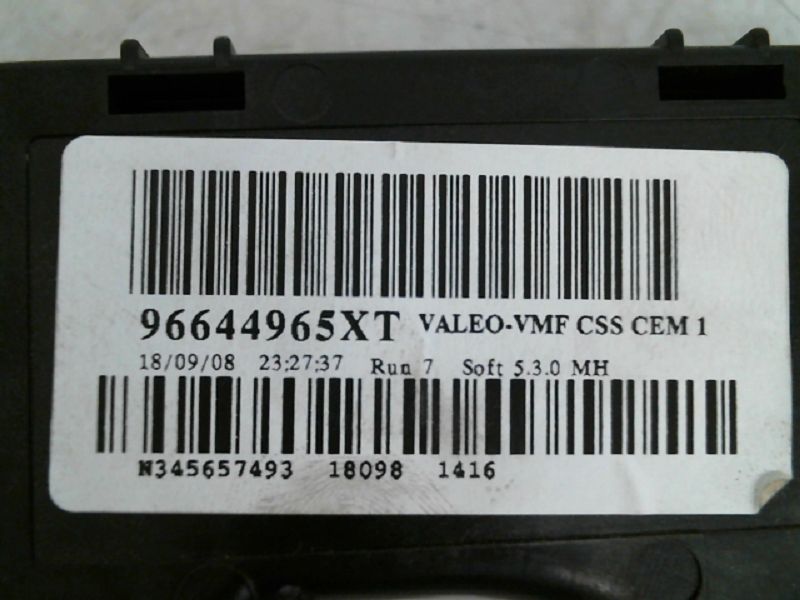 96644965XT VALEO-VMF CSS CEM 1
18/09/08 23:27:37 Run 7 Soft 5.3.0 MH
N345657493 18098 1416